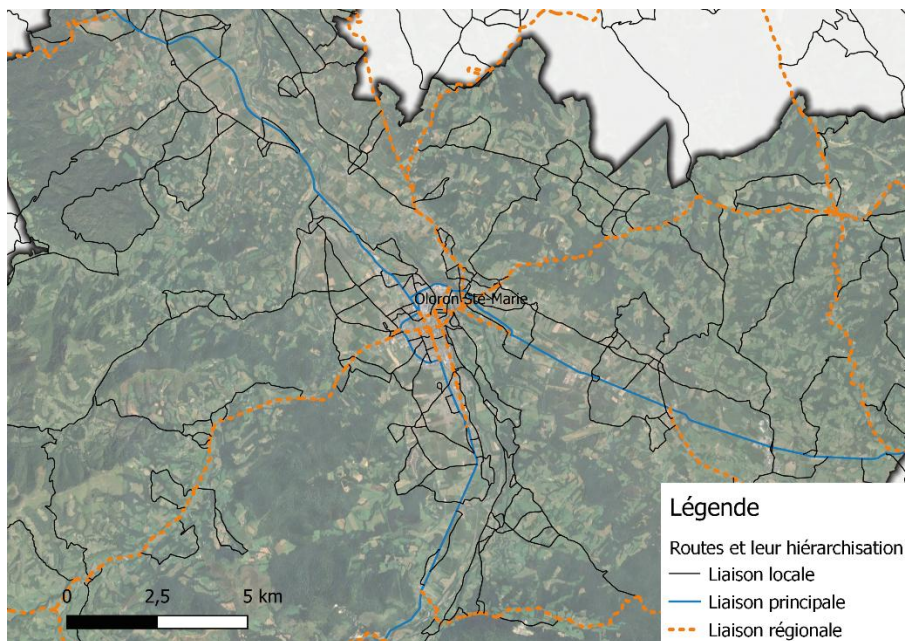 Oloron-Ste-Marie
0 2,5 5 km
Légende
Routes et leur hiérarchisation
Liaison locale
Liaison principale
Liaison régionale